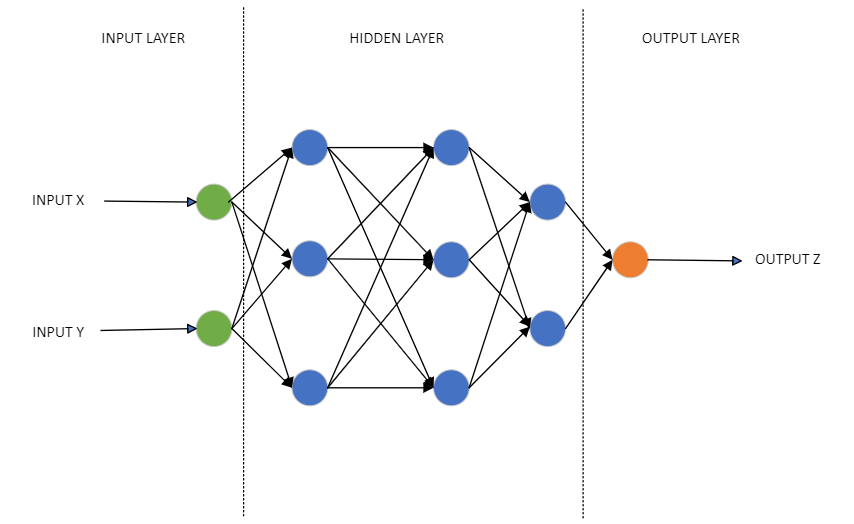 INPUT LAYER
HIDDEN LAYER
OUTPUT LAYER
INPUT X
OUTPUT Z
INPUT Y